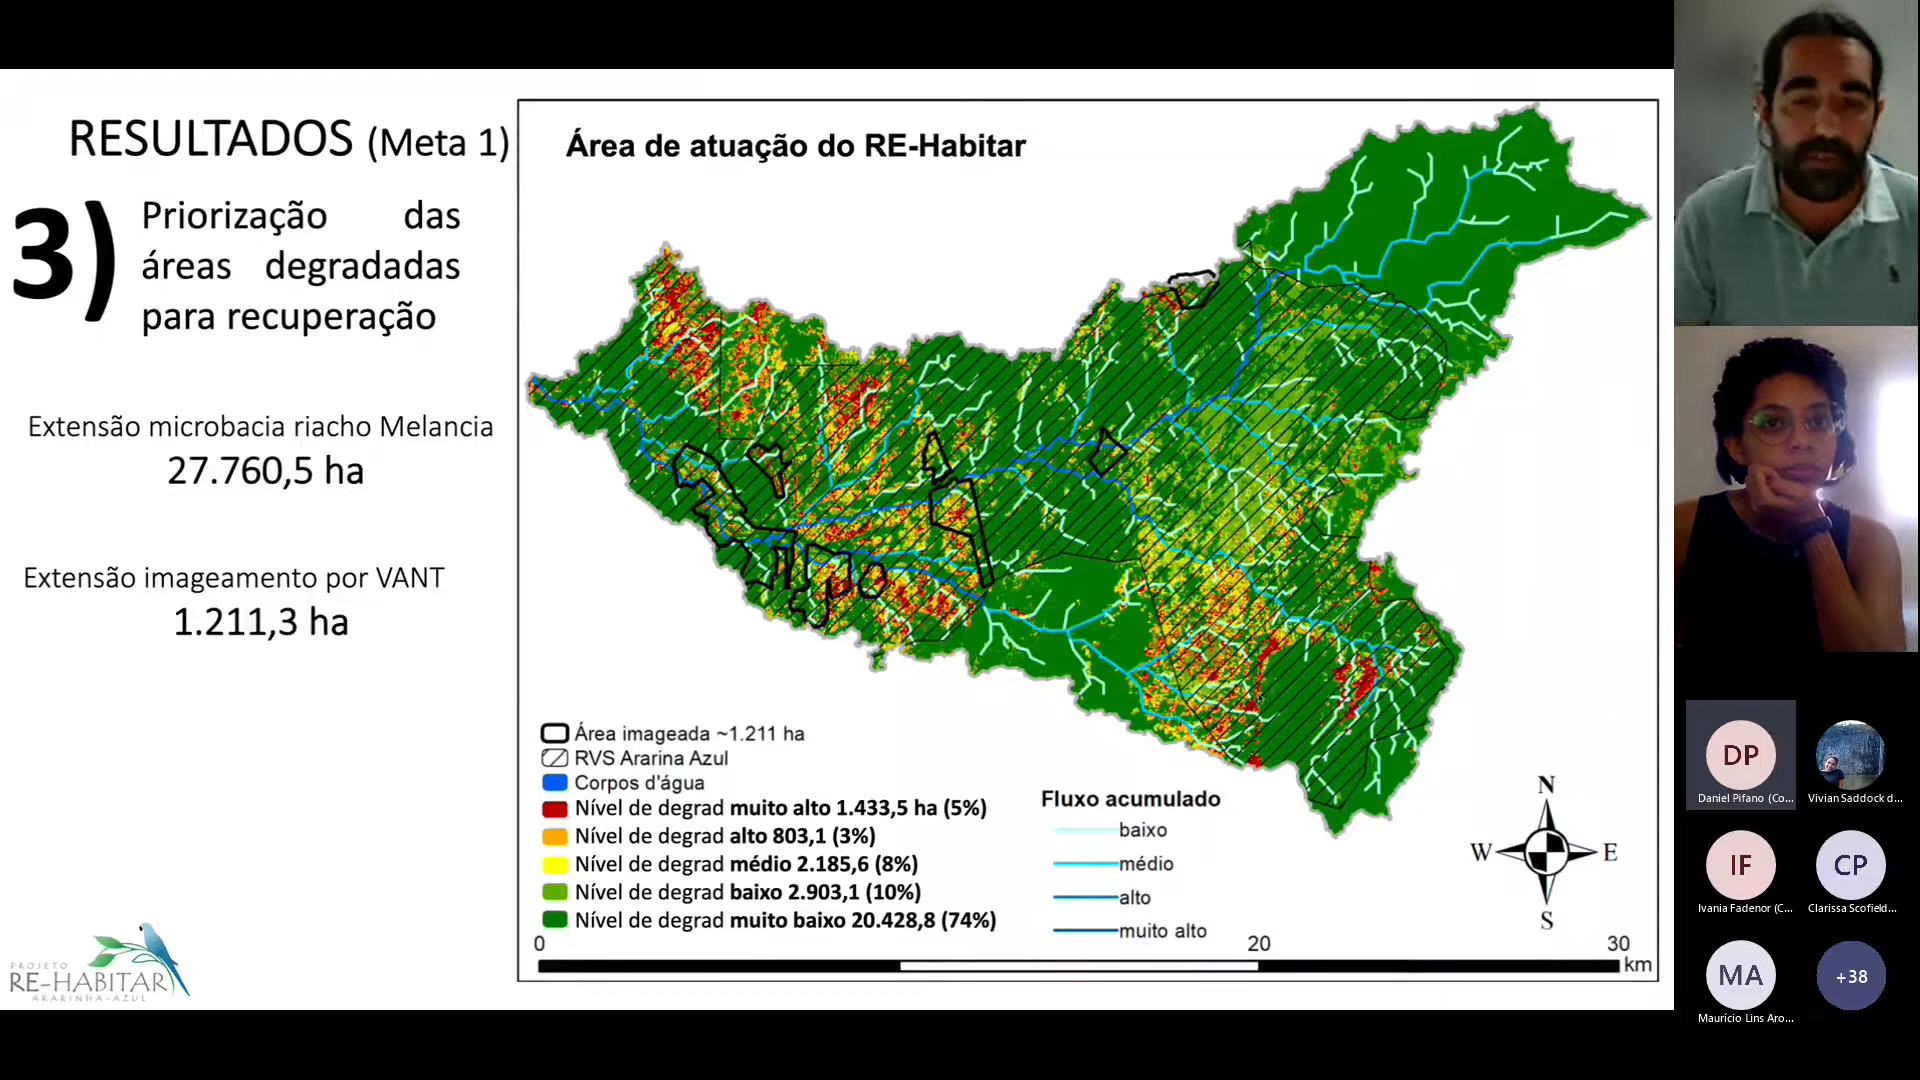 RESULTADOS (Meta 1)
3)
Priorização das
áreas degradadas
para recuperação
Extensão microbacia riacho Melancia
27.760,5 ha
Extensão imageamento por VANT
1.211,3 ha
PROJETO
RE-HABITAR
ARARINHA-AZUL
Área de atuação do RE-Habitar
Área imageada ~1.211 ha
RVS Ararina Azul
Corpos d'água
Nível de degrad muito alto 1.433,5 ha (5%)
Nível de degrad alto 803,1 (3%)
Nível de degrad médio 2.185,6 (8%)
Nível de degrad baixo 2.903,1 (10%)
Nível de degrad muito baixo 20.428,8 (74%)
Fluxo acumulado
baixo
médio
alto
muito alto
N
W E
S
0 20 30
km
DP
Daniel Pifano (Co...
Vivian Saddock d...
IF
Ivania Fadenor (C...
CP
Clarissa Scofield...
MA
Maurício Lins Aro...
+38